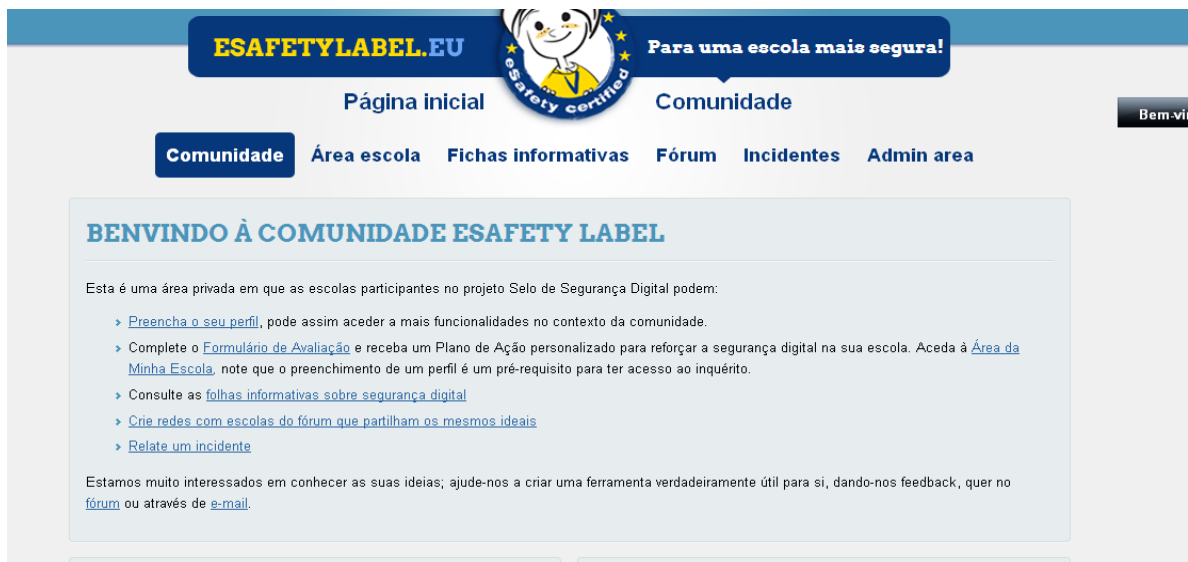 ESAFETYLABEL.EU
Para uma escola mais segura!
eSafety certified
Página inicial
Comunidade
Comunidade
Área escola
Fichas informativas
Fórum
Incidentes
Admin area
BENVINDO À COMUNIDADE ESAFETY LABEL
Esta é uma área privada em que as escolas participantes no projeto Selo de Segurança Digital podem:
Preencha o seu perfil, pode assim aceder a mais funcionalidades no contexto da comunidade.
Complete o Formulário de Avaliação e receba um Plano de Ação personalizado para reforçar a segurança digital na sua escola. Aceda à Área da
Minha Escola, note que o preenchimento de um perfil é um pré-requisito para ter acesso ao inquérito.
Consulte as folhas informativas sobre segurança digital
Crie redes com escolas do fórum que partilham os mesmos ideais
Relate um incidente
Estamos muito interessados em conhecer as suas ideias; ajude-nos a criar uma ferramenta verdadeiramente útil para si, dando-nos feedback, quer no
fórum ou através de e-mail.